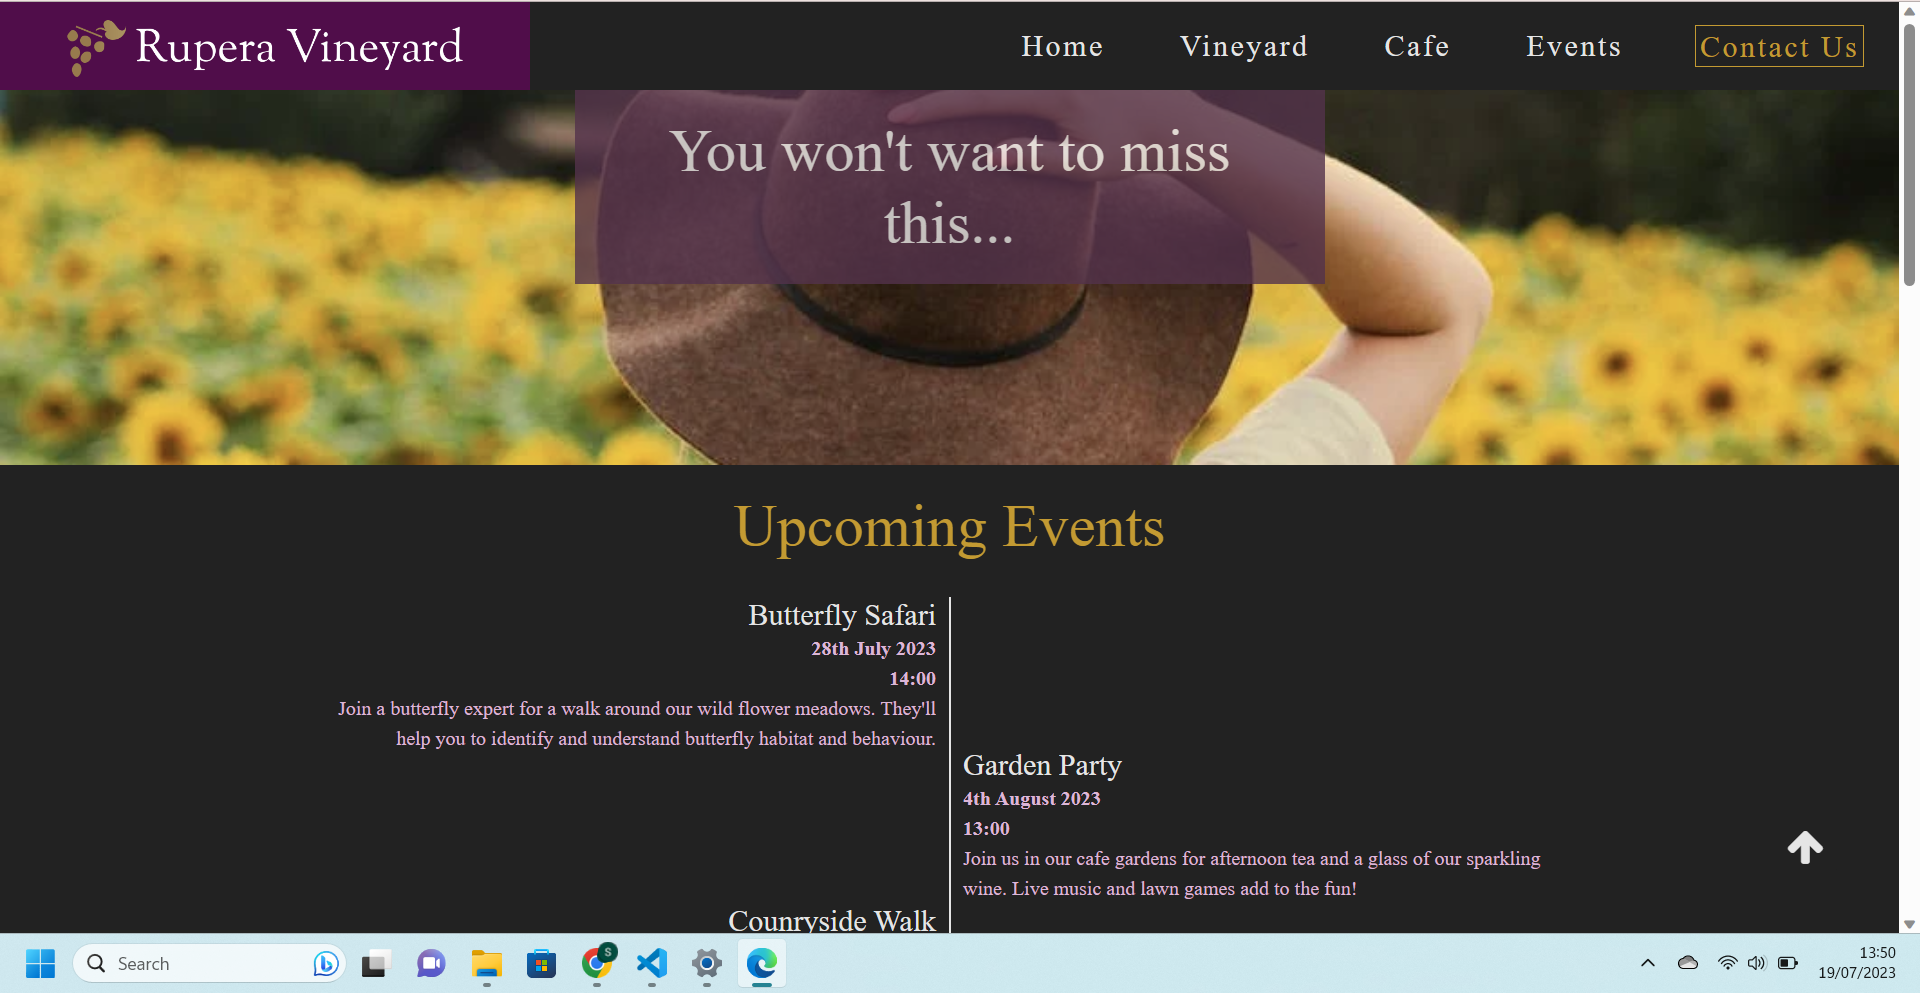 Rupera Vineyard
Home
Vineyard
Cafe
Events
Contact Us
You won't want to miss
this...
Upcoming Events
Butterfly Safari
28th July 2023
14:00
Join a butterfly expert for a walk around our wild flower meadows. They'll
help you to identify and understand butterfly habitat and behaviour.
Garden Party
4th August 2023
13:00
Join us in our cafe gardens for afternoon tea and a glass of our sparkling
wine. Live music and lawn games add to the fun!
Counryside Walk
Search
S
13:50
19/07/2023